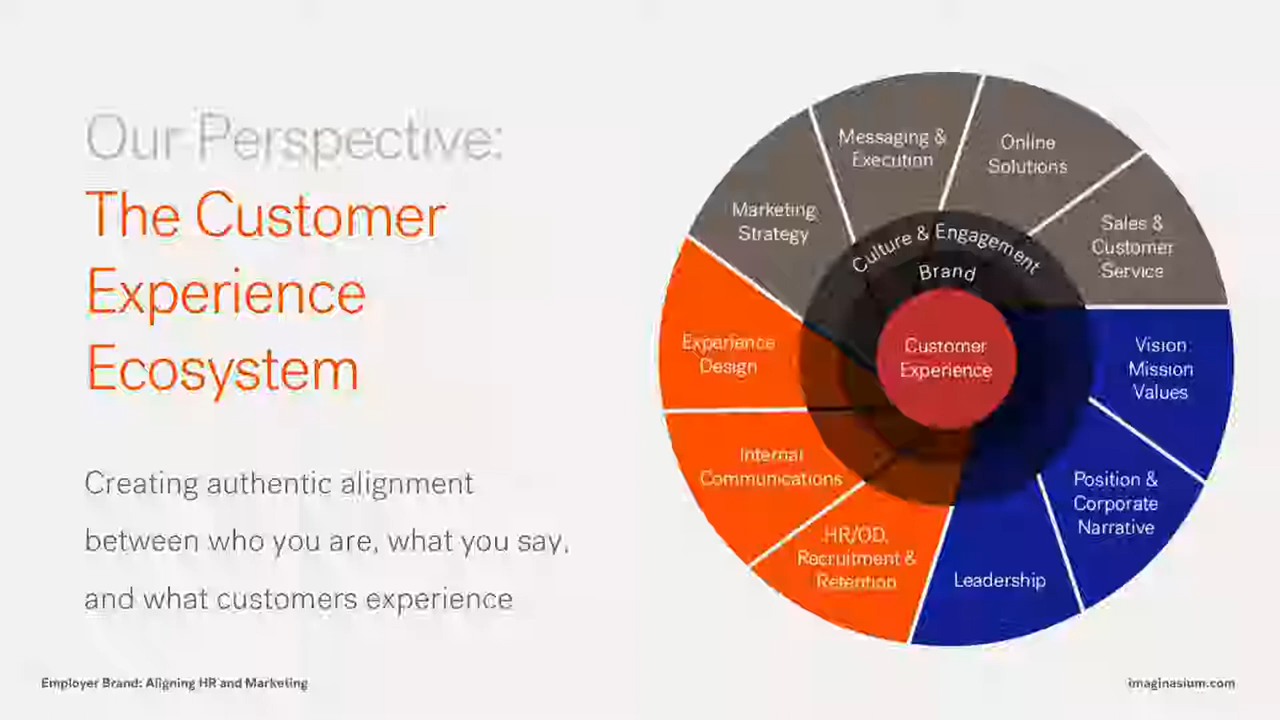 Our Perspective:
The Customer
Experience
Ecosystem
Creating authentic alignment
between who you are, what you say,
and what customers experience
Messaging &
Execution
Online
Solutions
Marketing
Strategy
Sales &
Customer
Service
Culture & Engagement
Brand
Customer
Experience
Experience
Design
Vision
Mission
Values
Internal
Communications
Position &
Corporate
Narrative
HR/OD,
Recruitment &
Retention
Leadership
Employer Brand: Aligning HR and Marketing
imaginasium.com